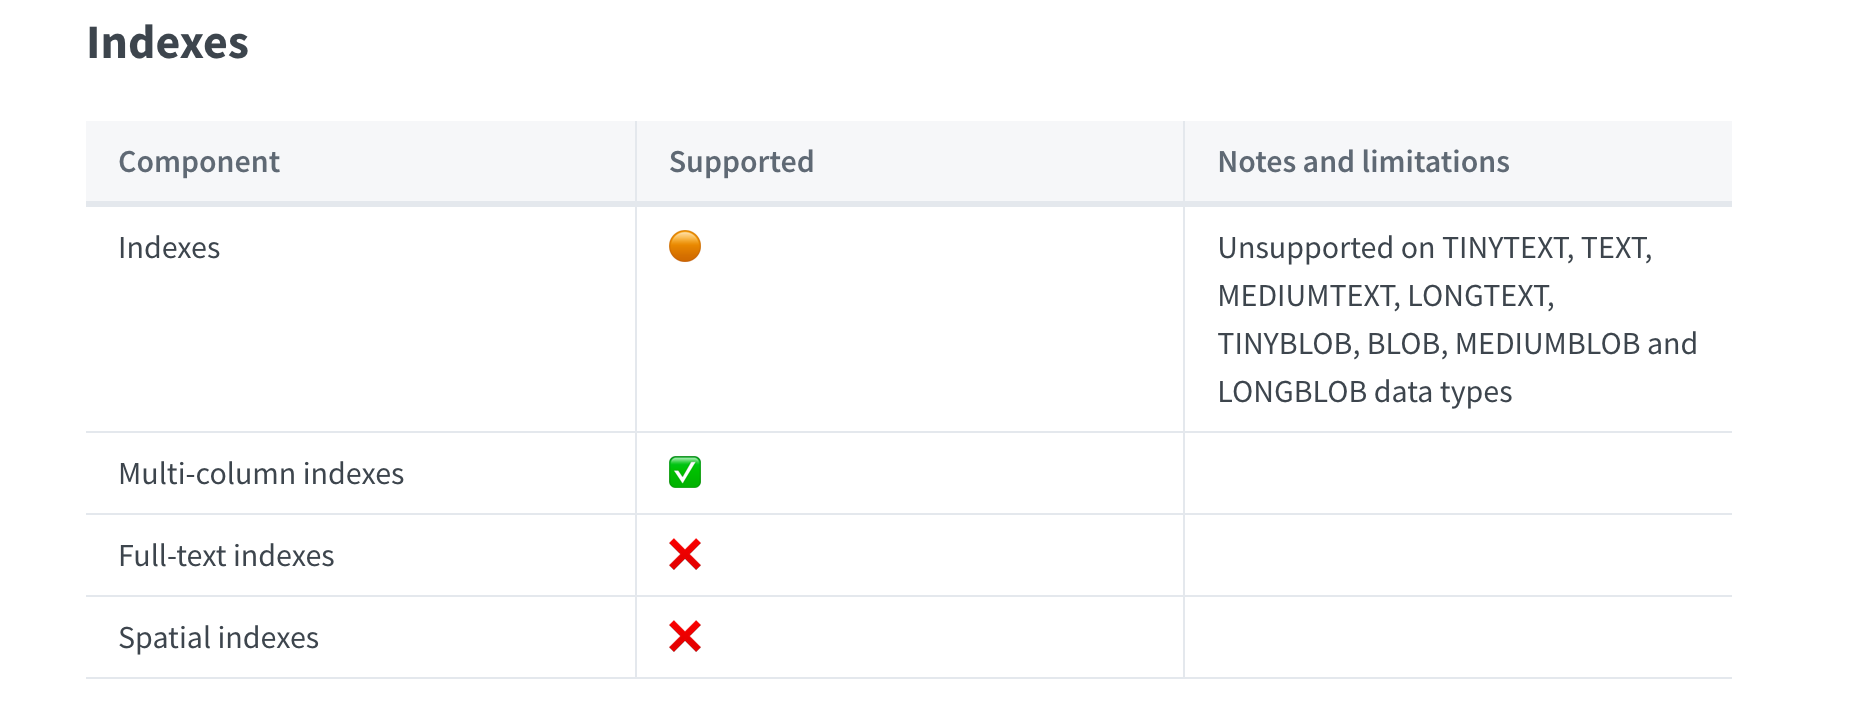 Indexes
Component Supported Notes and limitations
Indexes 🟠 Unsupported on TINYTEXT, TEXT,
MEDIUMTEXT, LONGTEXT,
TINYBLOB, BLOB, MEDIUMBLOB and
LONGBLOB data types
Multi-column indexes ✅
Full-text indexes ❌
Spatial indexes ❌